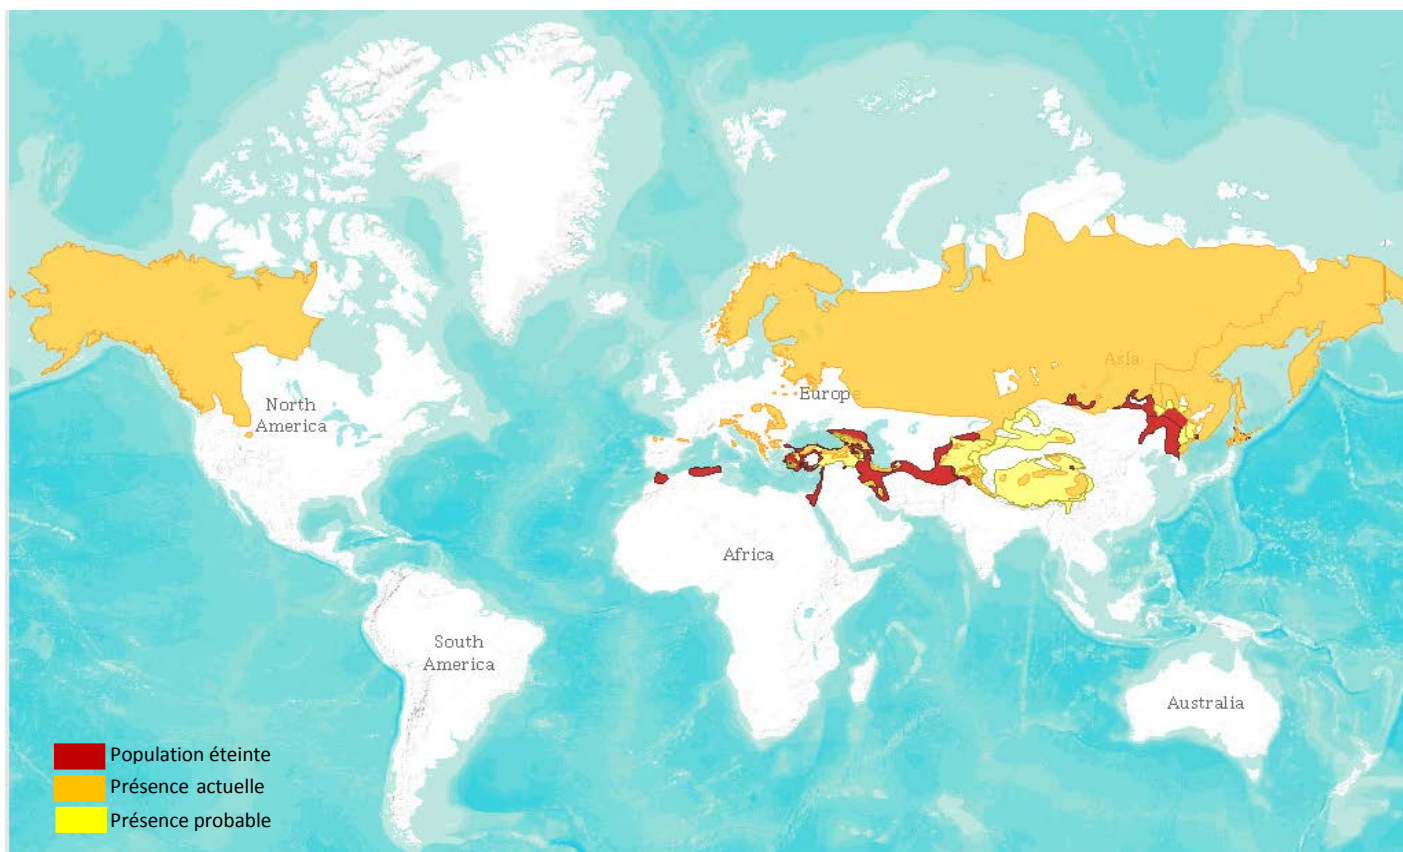 Asia
Europe
North
America
Africa
South
America
Australia
Population éteinte
Présence actuelle
Présence probable